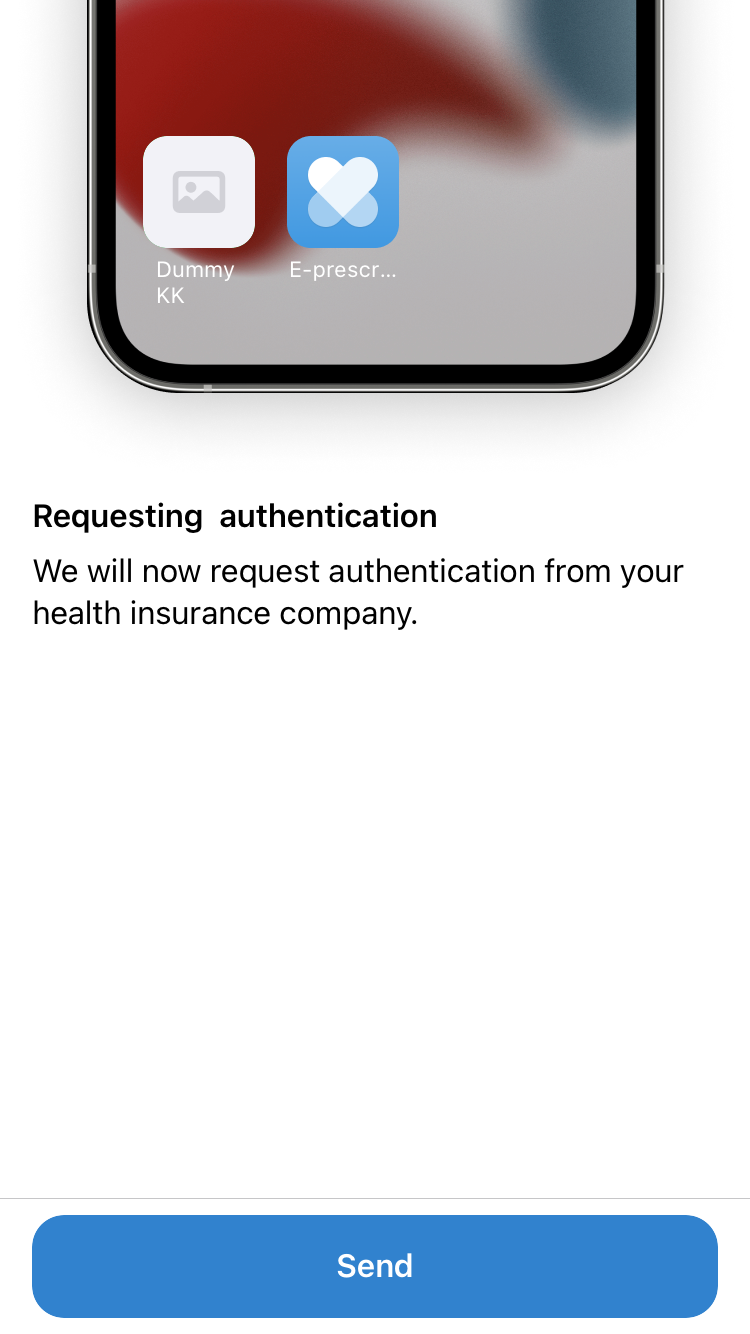 Dummy
KK
E-prescr...
Requesting  authentication
We will now request authentication from your
health insurance company.
Send